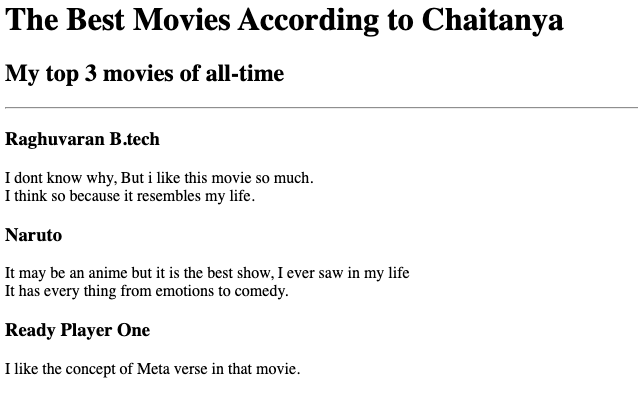 The Best Movies According to Chaitanya
My top 3 movies of all-time
Raghuvaran B.tech
I dont know why, But i like this movie so much.
I think so because it resembles my life.
Naruto
It may be an anime but it is the best show, I ever saw in my life
It has every thing from emotions to comedy.
Ready Player One
I like the concept of Meta verse in that movie.